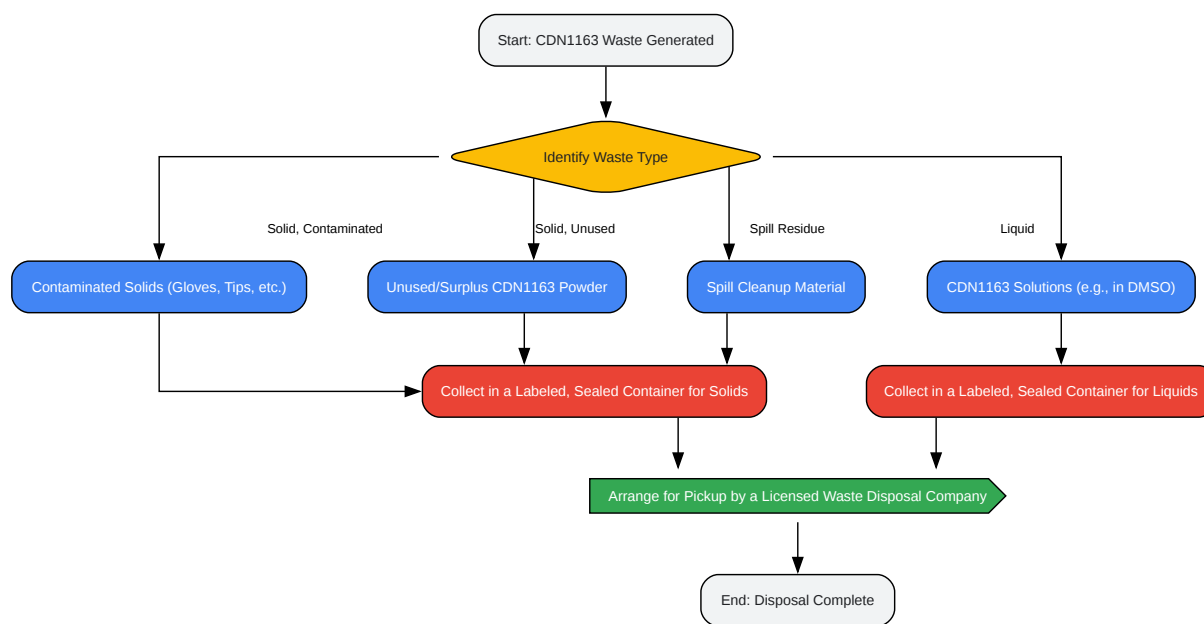 Start: CDN1163 Waste Generated
Identify Waste Type
Solid, Contaminated
Solid, Unused
Spill Residue
Liquid
Contaminated Solids (Gloves, Tips, etc.)
Unused/Surplus CDN1163 Powder
Spill Cleanup Material
CDN1163 Solutions (e.g., in DMSO)
Collect in a Labeled, Sealed Container for Solids
Collect in a Labeled, Sealed Container for Liquids
Arrange for Pickup by a Licensed Waste Disposal Company
End: Disposal Complete